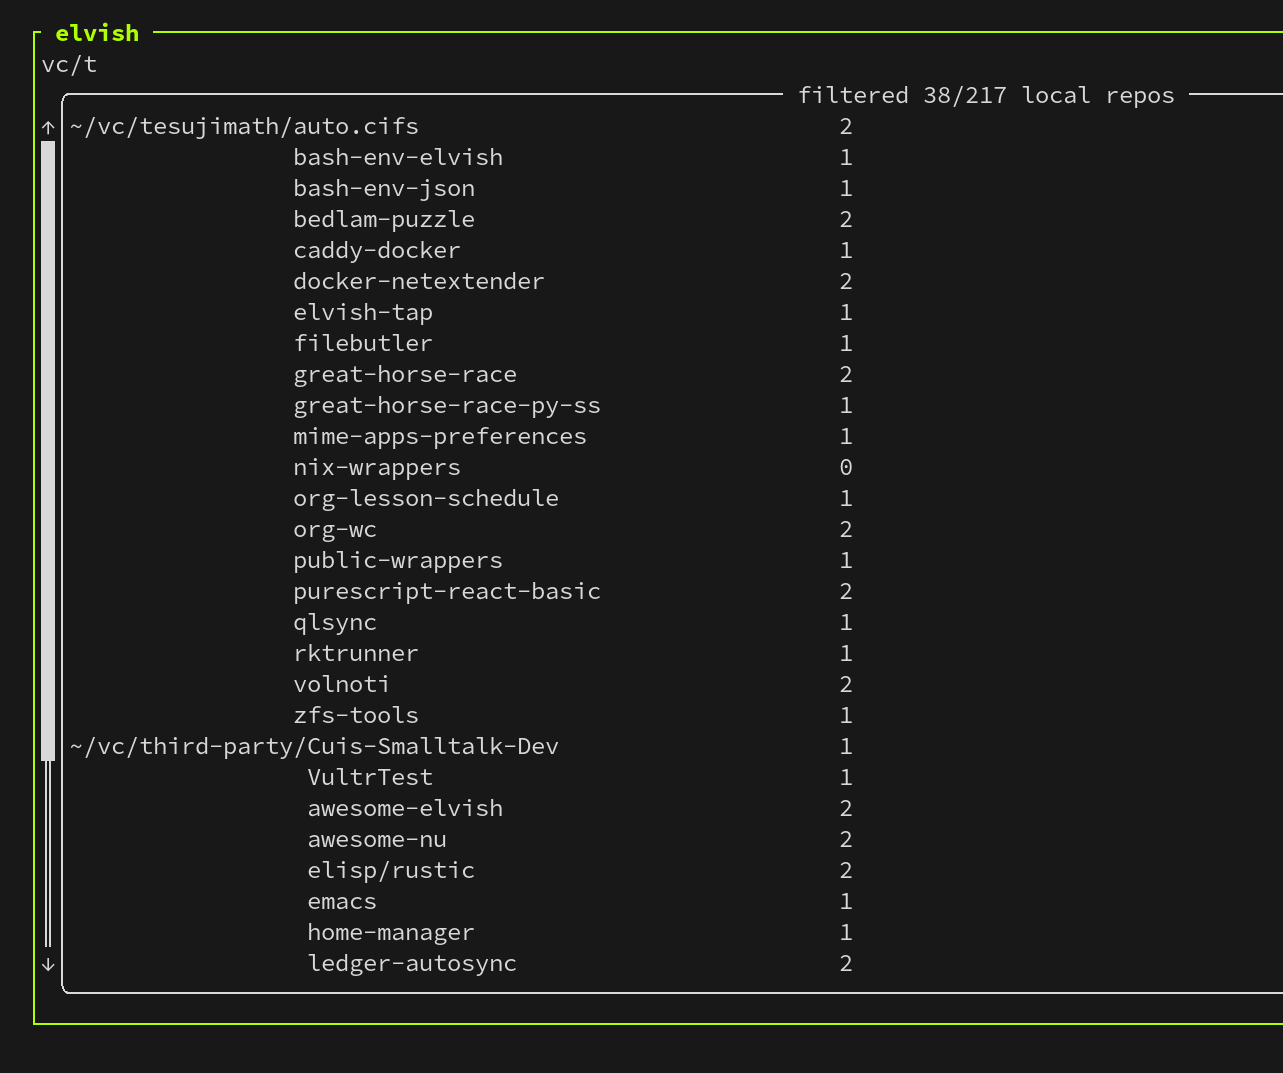 elvish
vc/t
filtered 38/217 local repos
↑ ~/vc/tesujimath/auto.cifs 2
bash-env-elvish 1
bash-env-json 1
bedlam-puzzle 2
caddy-docker 1
docker-netextender 2
elvish-tap 1
filebutler 1
great-horse-race 2
great-horse-race-py-ss 1
mime-apps-preferences 1
nix-wrappers 0
org-lesson-schedule 1
org-wc 2
public-wrappers 1
purescript-react-basic 2
qlsync 1
rktrunner 1
volnoti 2
zfs-tools 1
~/vc/third-party/Cuis-Smalltalk-Dev 1
VultrTest 1
awesome-elvish 2
awesome-nu 2
elisp/rustic 2
emacs 1
home-manager 1
↓ ledger-autosync 2